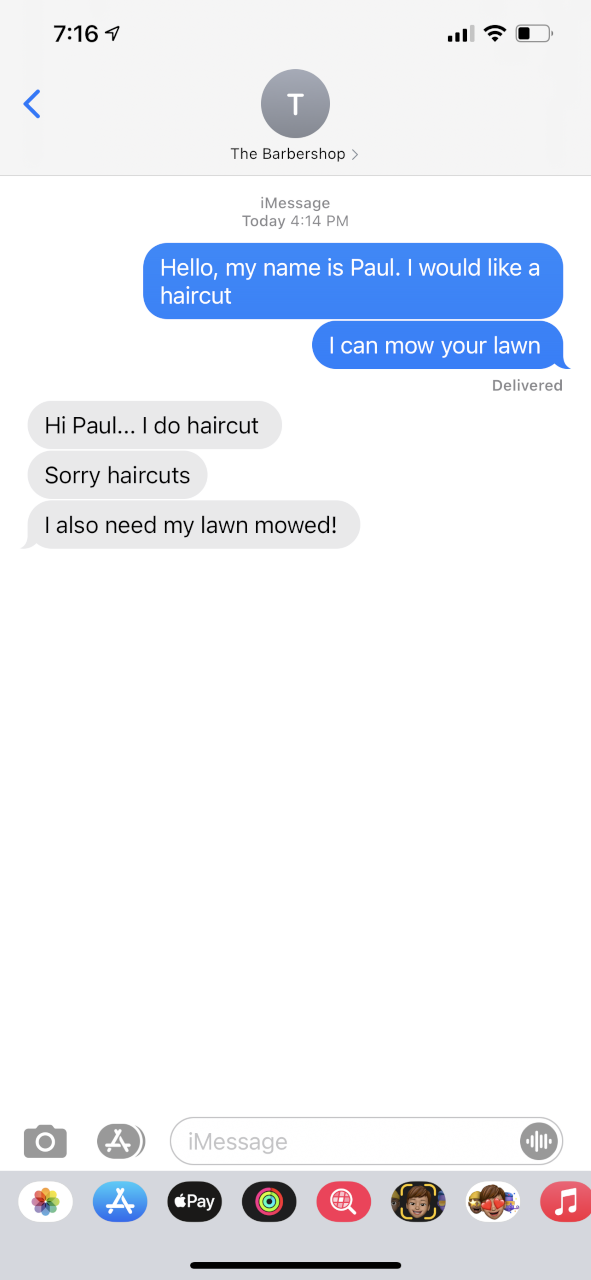 7:16
T
The Barbershop
iMessage
Today 4:14 PM
Hello, my name is Paul. I would like a
haircut
I can mow your lawn
Delivered
Hi Paul... I do haircut
Sorry haircuts
I also need my lawn mowed!
iMessage
Pay